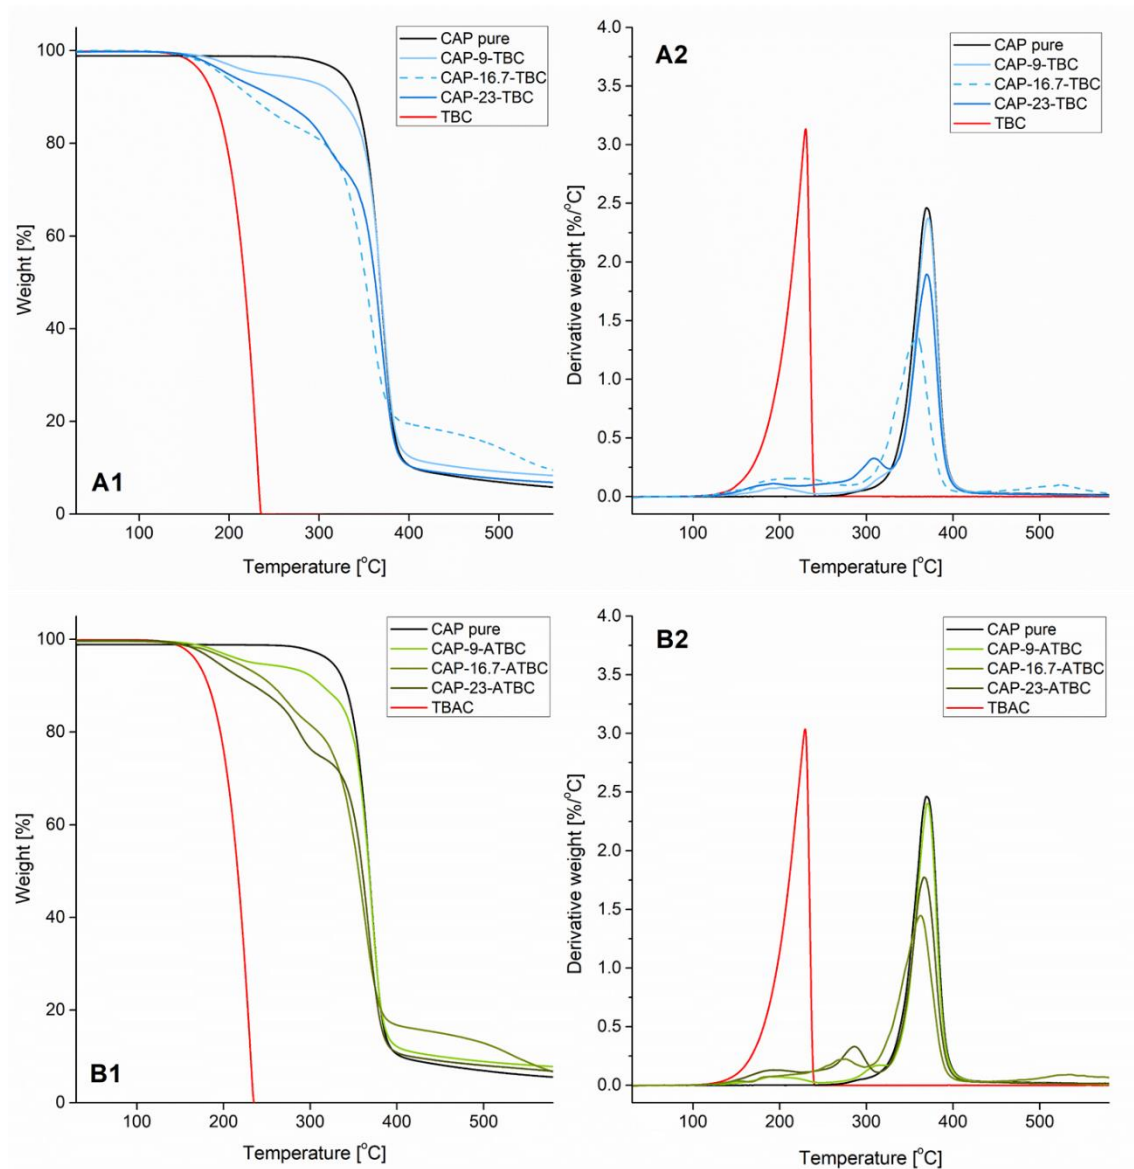 CAP pure
CAP-9-TBC
CAP-16.7-TBC
CAP-23-TBC
TBC
Weight [%]
100
80
60
40
20
0
A1
100
200
300
400
500
Temperature [°C]
A2
CAP pure
CAP-9-TBC
CAP-16.7-TBC
CAP-23-TBC
TBC
Derivative weight [%/°C]
4.0
3.5
3.0
2.5
2.0
1.5
1.0
0.5
0.0
100
200
300
400
500
Temperature [°C]
CAP pure
CAP-9-ATBC
CAP-16.7-ATBC
CAP-23-ATBC
TBAC
Weight [%]
100
80
60
40
20
0
B1
100
200
300
400
500
Temperature [°C]
B2
CAP pure
CAP-9-ATBC
CAP-16.7-ATBC
CAP-23-ATBC
TBAC
Derivative weight [%/°C]
4.0
3.5
3.0
2.5
2.0
1.5
1.0
0.5
0.0
100
200
300
400
500
Temperature [°C]